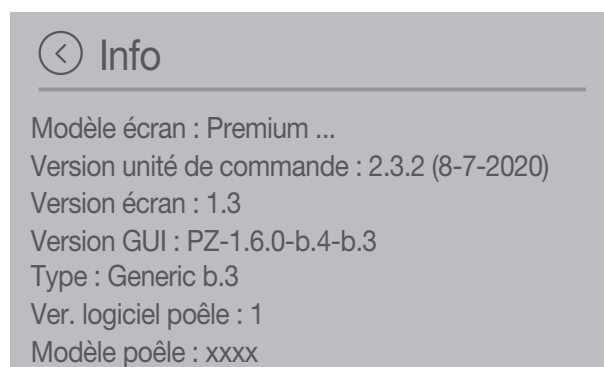 Info
Modèle écran : Premium ...
Version unité de commande : 2.3.2 (8-7-2020)
Version écran : 1.3
Version GUI : PZ-1.6.0-b.4-b.3
Type : Generic b.3
Ver. logiciel poêle : 1
Modèle poêle : xxxx